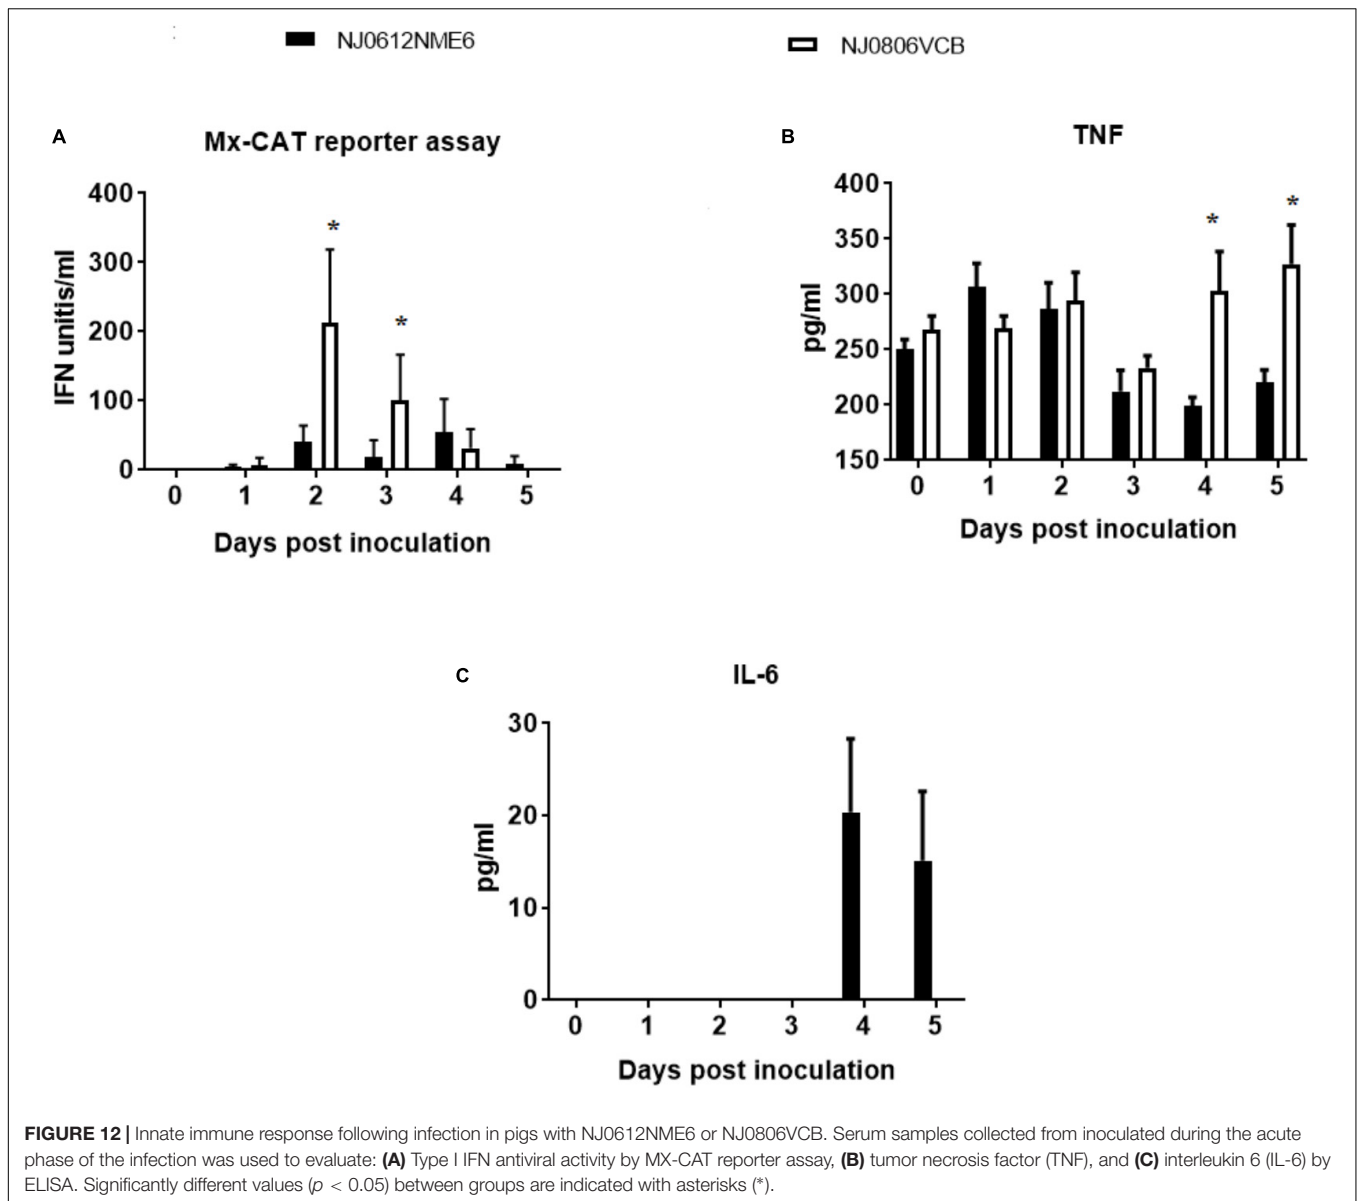 NJ0612NME6
NJ0806VCB
A
Mx-CAT reporter assay
400
300
200
100
0
IFN unitis/ml
0 1 2 3 4 5
Days post inoculation
* *
B
TNF
400
350
300
250
200
150
pg/ml
0 1 2 3 4 5
Days post inoculation
* *
C
IL-6
30
20
10
0
pg/ml
0 1 2 3 4 5
Days post inoculation
FIGURE 12 | Innate immune response following infection in pigs with NJ0612NME6 or NJ0806VCB. Serum samples collected from inoculated during the acute
phase of the infection was used to evaluate: (A) Type I IFN antiviral activity by MX-CAT reporter assay, (B) tumor necrosis factor (TNF), and (C) interleukin 6 (IL-6) by
ELISA. Significantly different values (p < 0.05) between groups are indicated with asterisks (*).